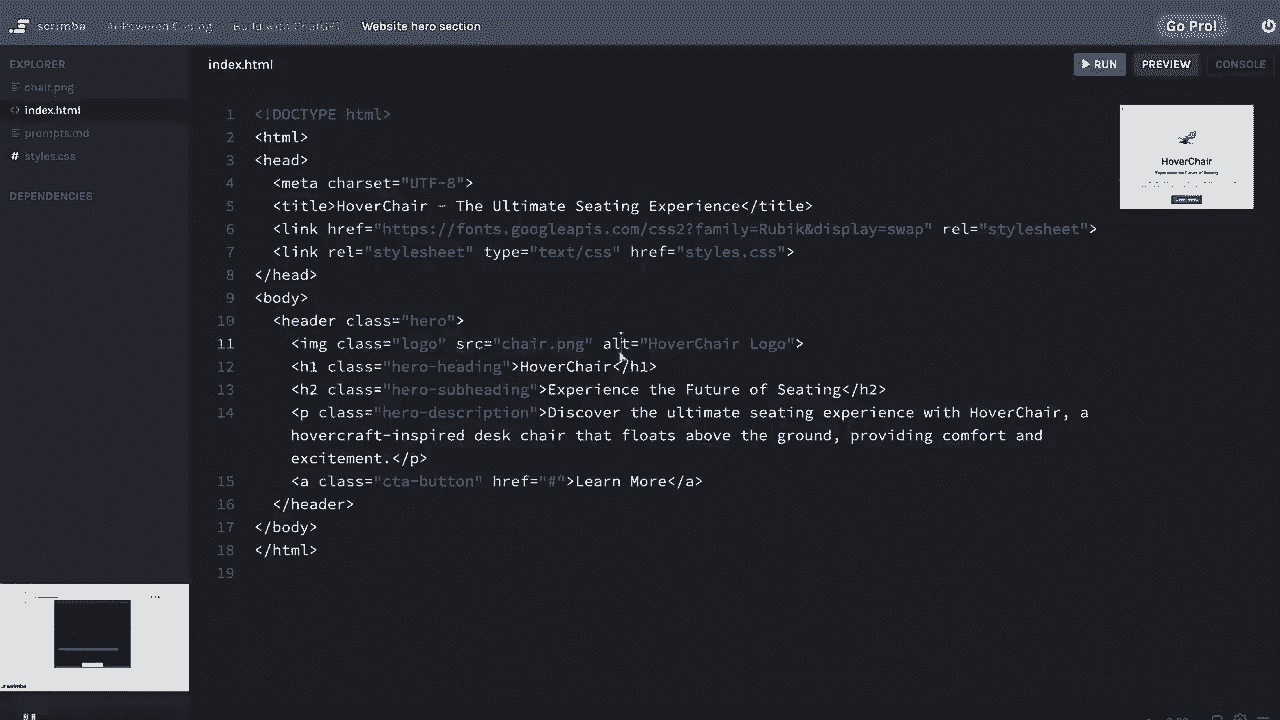 scrimba AI-Powered Coding Build with ChatGPT Website hero section Go Pro!
EXPLORER
chair.png
index.html
prompts.md
styles.css
DEPENDENCIES
index.html
RUN PREVIEW CONSOLE
1 <!DOCTYPE html>
2 <html>
3 <head>
4 <meta charset="UTF-8">
5 <title>HoverChair - The Ultimate Seating Experience</title>
6 <link href="https://fonts.googleapis.com/css2?family=Rubik&display=swap" rel="stylesheet">
7 <link rel="stylesheet" type="text/css" href="styles.css">
8 </head>
9 <body>
10 <header class="hero">
11 <img class="logo" src="chair.png" alt="HoverChair Logo">
12 <h1 class="hero-heading">HoverChair</h1>
13 <h2 class="hero-subheading">Experience the Future of Seating</h2>
14 <p class="hero-description">Discover the ultimate seating experience with HoverChair, a
hovercraft-inspired desk chair that floats above the ground, providing comfort and
excitement.</p>
15 <a class="cta-button" href="#">Learn More</a>
16 </header>
17 </body>
18 </html>
19
HoverChair
Experience the Future of Seating
scrimba